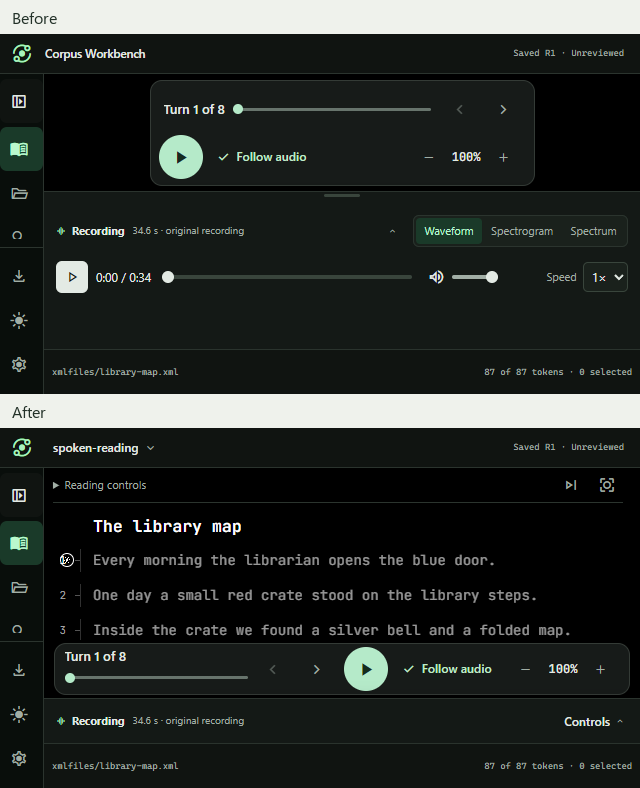 Before
Corpus Workbench
Saved R1 · Unreviewed
Turn 1 of 8
Follow audio
− 100% +
Recording 34.6 s · original recording
Waveform Spectrogram Spectrum
0:00 / 0:34
Speed 1×
xmlfiles/library-map.xml
87 of 87 tokens · 0 selected
After
spoken-reading
Saved R1 · Unreviewed
Reading controls
The library map
Every morning the librarian opens the blue door.
2 One day a small red crate stood on the library steps.
3 Inside the crate we found a silver bell and a folded map.
Turn 1 of 8
Follow audio
− 100% +
Recording 34.6 s · original recording
Controls
xmlfiles/library-map.xml
87 of 87 tokens · 0 selected